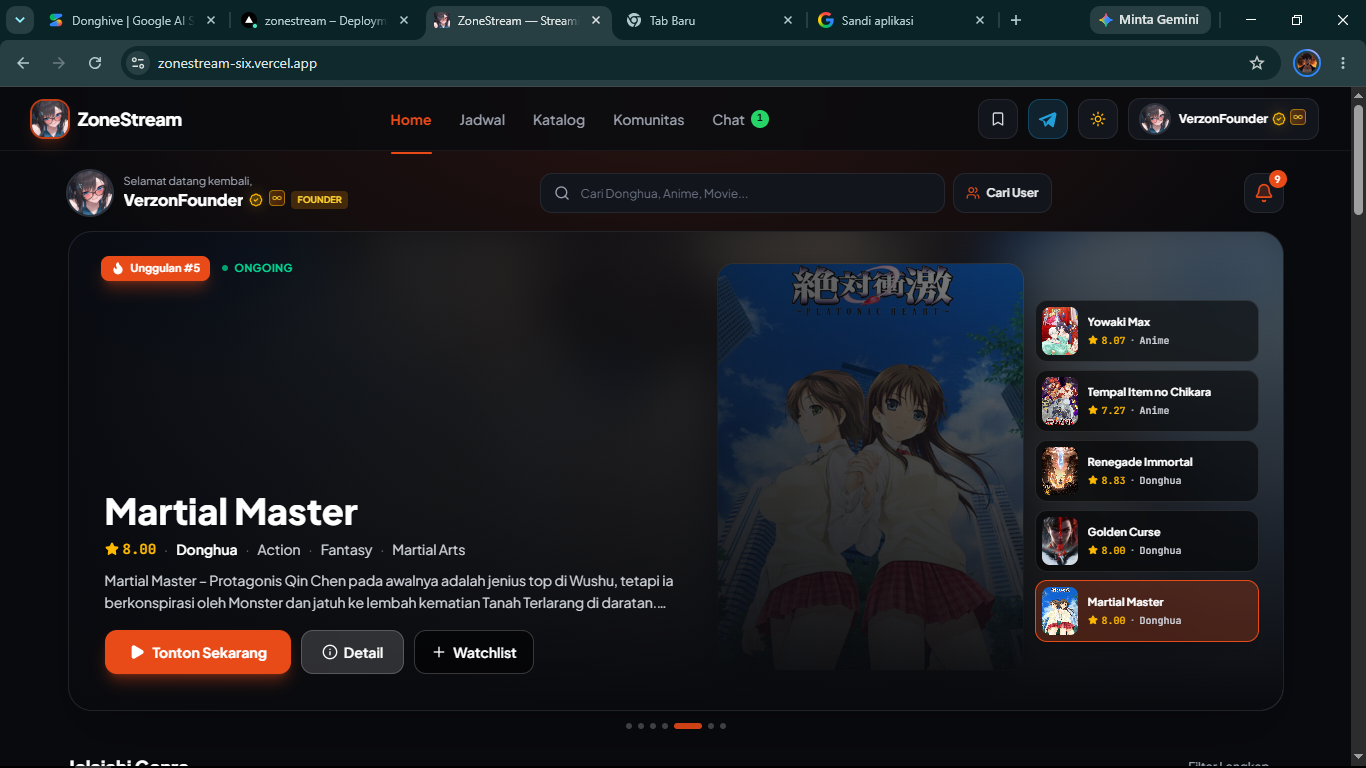 Donghive | Google AI S
zonestream – Deploym
ZoneStream — Streami
Tab Baru
Sandi aplikasi
Minta Gemini
zonestream-six.vercel.app
ZoneStream
Home
Jadwal
Katalog
Komunitas
Chat
1
VerzonFounder
Selamat datang kembali,
VerzonFounder
FOUNDER
Cari Donghua, Anime, Movie...
Cari User
9
Unggulan #5
ONGOING
絶対衝激
~PLATONIC HEART~
Martial Master
8.00 · Donghua · Action · Fantasy · Martial Arts
Martial Master – Protagonis Qin Chen pada awalnya adalah jenius top di Wushu, tetapi ia
berkonspirasi oleh Monster dan jatuh ke lembah kematian Tanah Terlarang di daratan....
Tonton Sekarang
Detail
Watchlist
Yowaki Max
8.07 · Anime
Tempal Item no Chikara
7.27 · Anime
Renegade Immortal
8.83 · Donghua
Golden Curse
8.00 · Donghua
Martial Master
8.00 · Donghua